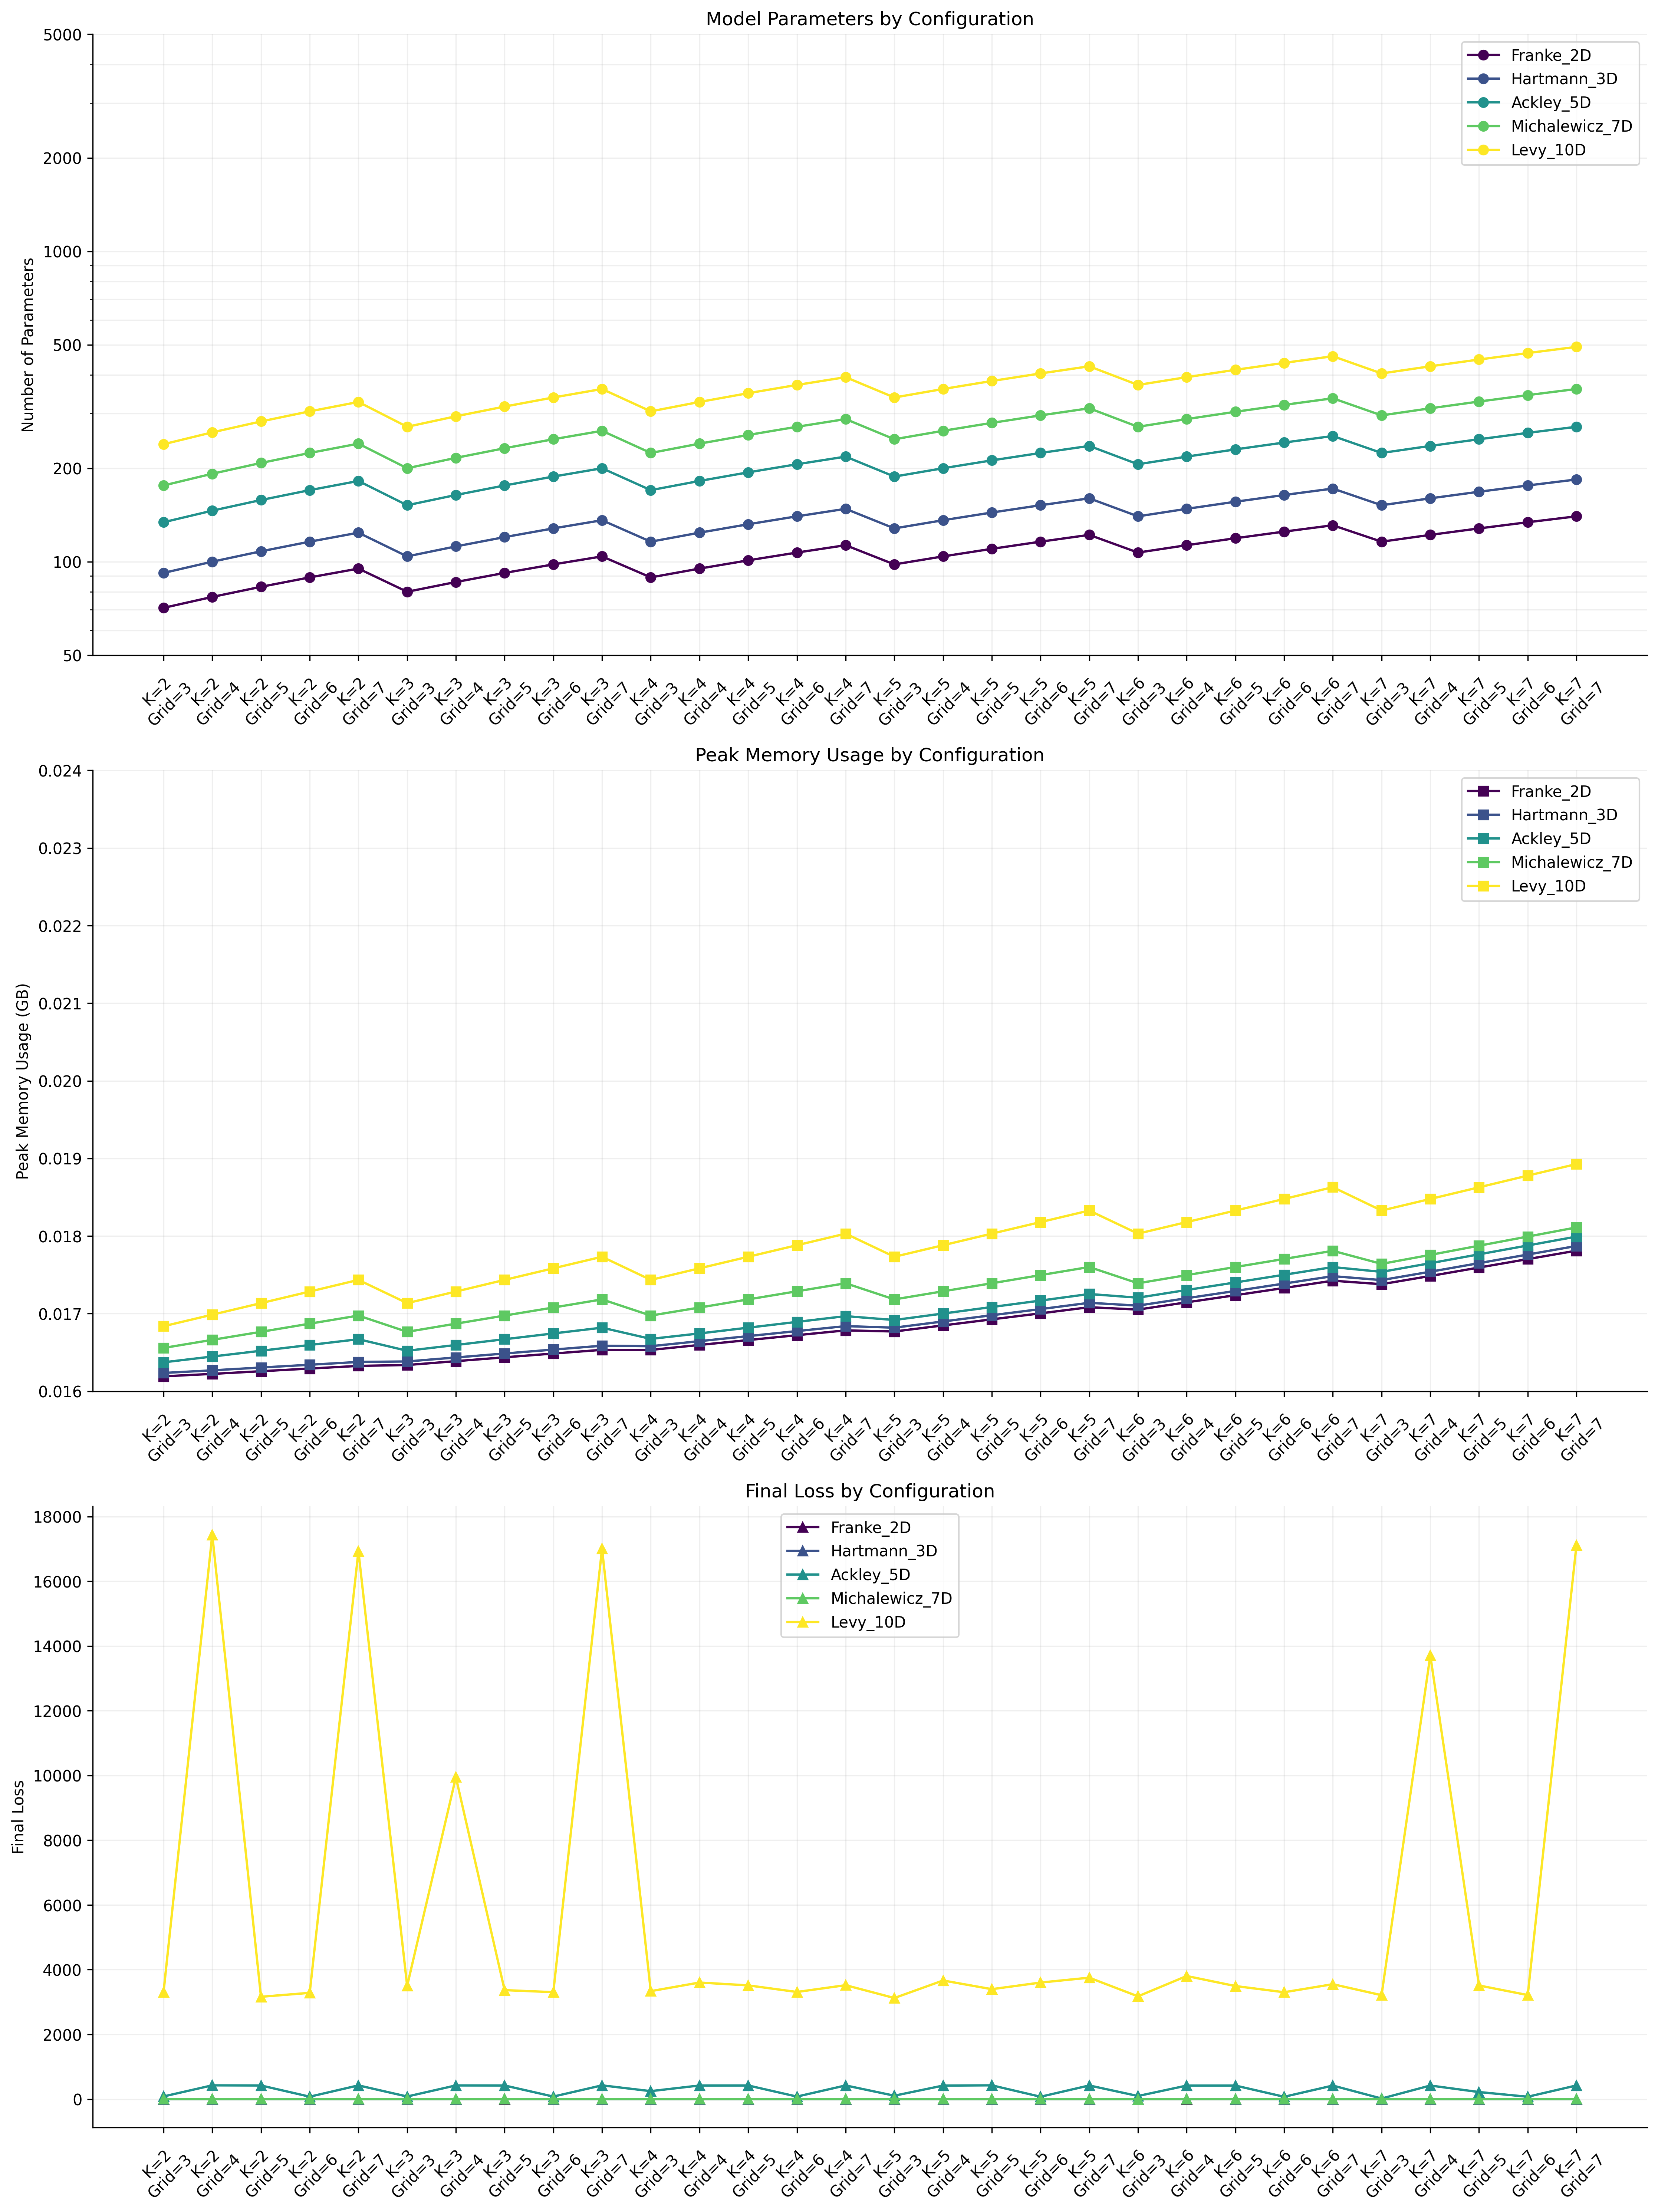 Model Parameters by Configuration
Number of Parameters
5000
2000
1000
500
200
100
50
Franke_2D
Hartmann_3D
Ackley_5D
Michalewicz_7D
Levy_10D
K=2
Grid=3
K=2
Grid=4
K=2
Grid=5
K=2
Grid=6
K=2
Grid=7
K=3
Grid=3
K=3
Grid=4
K=3
Grid=5
K=3
Grid=6
K=3
Grid=7
K=4
Grid=3
K=4
Grid=4
K=4
Grid=5
K=4
Grid=6
K=4
Grid=7
K=5
Grid=3
K=5
Grid=4
K=5
Grid=5
K=5
Grid=6
K=5
Grid=7
K=6
Grid=3
K=6
Grid=4
K=6
Grid=5
K=6
Grid=6
K=6
Grid=7
K=7
Grid=3
K=7
Grid=4
K=7
Grid=5
K=7
Grid=6
K=7
Grid=7
Peak Memory Usage by Configuration
Peak Memory Usage (GB)
0.024
0.023
0.022
0.021
0.020
0.019
0.018
0.017
0.016
Franke_2D
Hartmann_3D
Ackley_5D
Michalewicz_7D
Levy_10D
K=2
Grid=3
K=2
Grid=4
K=2
Grid=5
K=2
Grid=6
K=2
Grid=7
K=3
Grid=3
K=3
Grid=4
K=3
Grid=5
K=3
Grid=6
K=3
Grid=7
K=4
Grid=3
K=4
Grid=4
K=4
Grid=5
K=4
Grid=6
K=4
Grid=7
K=5
Grid=3
K=5
Grid=4
K=5
Grid=5
K=5
Grid=6
K=5
Grid=7
K=6
Grid=3
K=6
Grid=4
K=6
Grid=5
K=6
Grid=6
K=6
Grid=7
K=7
Grid=3
K=7
Grid=4
K=7
Grid=5
K=7
Grid=6
K=7
Grid=7
Final Loss by Configuration
Final Loss
18000
16000
14000
12000
10000
8000
6000
4000
2000
0
Franke_2D
Hartmann_3D
Ackley_5D
Michalewicz_7D
Levy_10D
K=2
Grid=3
K=2
Grid=4
K=2
Grid=5
K=2
Grid=6
K=2
Grid=7
K=3
Grid=3
K=3
Grid=4
K=3
Grid=5
K=3
Grid=6
K=3
Grid=7
K=4
Grid=3
K=4
Grid=4
K=4
Grid=5
K=4
Grid=6
K=4
Grid=7
K=5
Grid=3
K=5
Grid=4
K=5
Grid=5
K=5
Grid=6
K=5
Grid=7
K=6
Grid=3
K=6
Grid=4
K=6
Grid=5
K=6
Grid=6
K=6
Grid=7
K=7
Grid=3
K=7
Grid=4
K=7
Grid=5
K=7
Grid=6
K=7
Grid=7